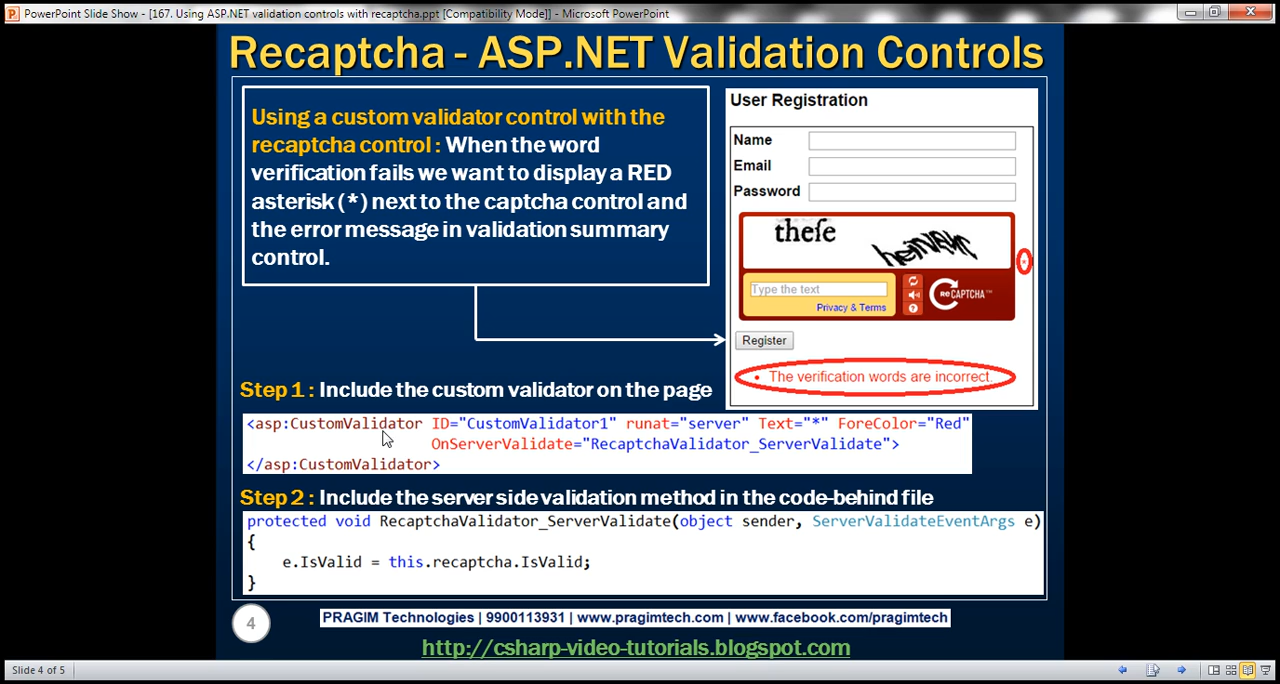 PowerPoint Slide Show - [167. Using ASP.NET validation controls with recaptcha.ppt [Compatibility Mode]] - Microsoft PowerPoint
Recaptcha - ASP.NET Validation Controls
Using a custom validator control with the
recaptcha control : When the word
verification fails we want to display a RED
asterisk (*) next to the captcha control and
the error message in validation summary
control.
User Registration
Name
Email
Password
thefe
*
Type the text
Privacy & Terms
reCAPTCHA™
Register
• The verification words are incorrect.
Step 1 : Include the custom validator on the page
<asp:CustomValidator ID="CustomValidator1" runat="server" Text="*" ForeColor="Red"
OnServerValidate="RecaptchaValidator_ServerValidate">
</asp:CustomValidator>
Step 2 : Include the server side validation method in the code-behind file
protected void RecaptchaValidator_ServerValidate(object sender, ServerValidateEventArgs e)
{
e.IsValid = this.recaptcha.IsValid;
}
4
PRAGIM Technologies | 9900113931 | www.pragimtech.com | www.facebook.com/pragimtech
http://csharp-video-tutorials.blogspot.com
Slide 4 of 5